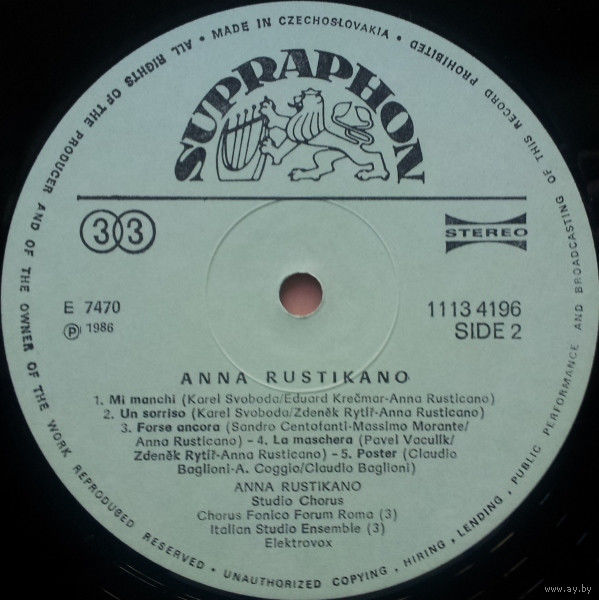 ALL RIGHTS OF THE PRODUCER AND OF THE OWNER OF THE WORK REPRODUCED RESERVED • UNAUTHORIZED COPYING, HIRING, LENDING, PUBLIC PERFORMANCE AND BROADCASTING OF THIS RECORD PROHIBITED • MADE IN CZECHOSLOVAKIA •
SUPRAPHON
33
STEREO
E 7470
℗ 1986
1113 4196
SIDE 2
ANNA RUSTIKANO
1. Mi manchi (Karel Svoboda/Eduard Krečmar-Anna Rusticano)
2. Un sorriso (Karel Svoboda/Zdeněk Rytíř-Anna Rusticano)
3. Forse ancora (Sandro Centofanti-Massimo Morante/
Anna Rusticano) – 4. La maschera (Pavel Vaculík/
Zdeněk Rytíř-Anna Rusticano) – 5. Poster (Claudio
Baglioni-A. Coggio/Claudio Baglioni)
ANNA RUSTIKANO
Studio Chorus
Chorus Fonico Forum Roma (3)
Italian Studio Ensemble (3)
Elektrovox
www.ay.by